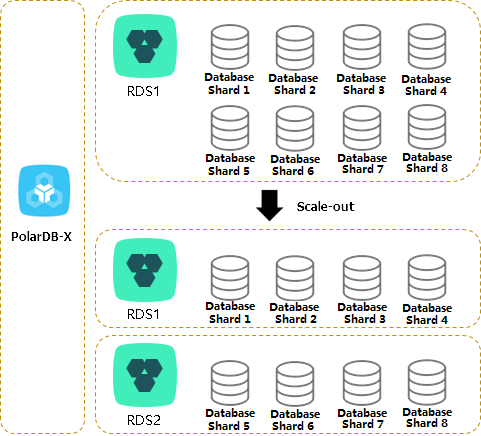 RDS1
Database Database Database Database
Shard 1 Shard 2 Shard 3 Shard 4
Database Database Database Database
Shard 5 Shard 6 Shard 7 Shard 8
PolarDB-X
Scale-out
RDS1
Database Database Database Database
Shard 1 Shard 2 Shard 3 Shard 4
RDS2
Database Database Database Database
Shard 5 Shard 6 Shard 7 Shard 8